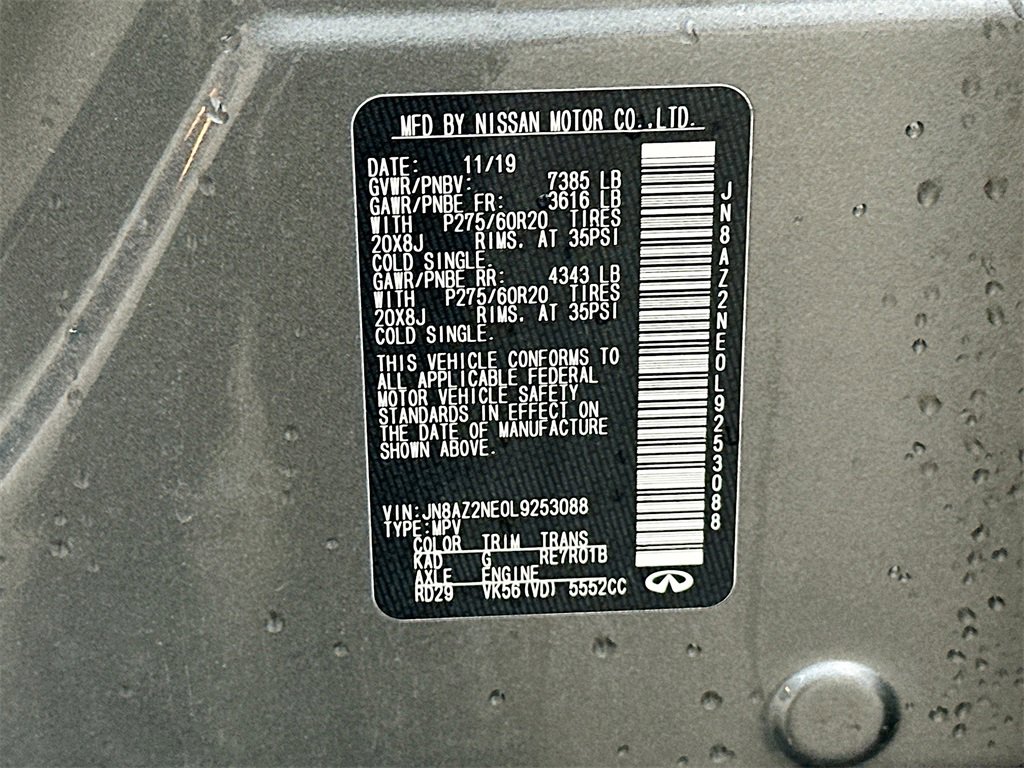 MFD BY NISSAN MOTOR CO.,LTD.
DATE: 11/19
GVWR/PNBV: 7385 LB
GAWR/PNBE FR: 3616 LB
WITH P275/60R20 TIRES
20X8J RIMS. AT 35PSI
COLD SINGLE.
GAWR/PNBE RR: 4343 LB
WITH P275/60R20 TIRES
20X8J RIMS. AT 35PSI
COLD SINGLE.
THIS VEHICLE CONFORMS TO
ALL APPLICABLE FEDERAL
MOTOR VEHICLE SAFETY
STANDARDS IN EFFECT ON
THE DATE OF MANUFACTURE
SHOWN ABOVE.
VIN:JN8AZ2NE0L9253088
TYPE:MPV
COLOR TRIM TRANS
KAD G RE7R01B
AXLE ENGINE
RD29 VK56(VD) 5552CC
JN8AZ2NE0L9253088